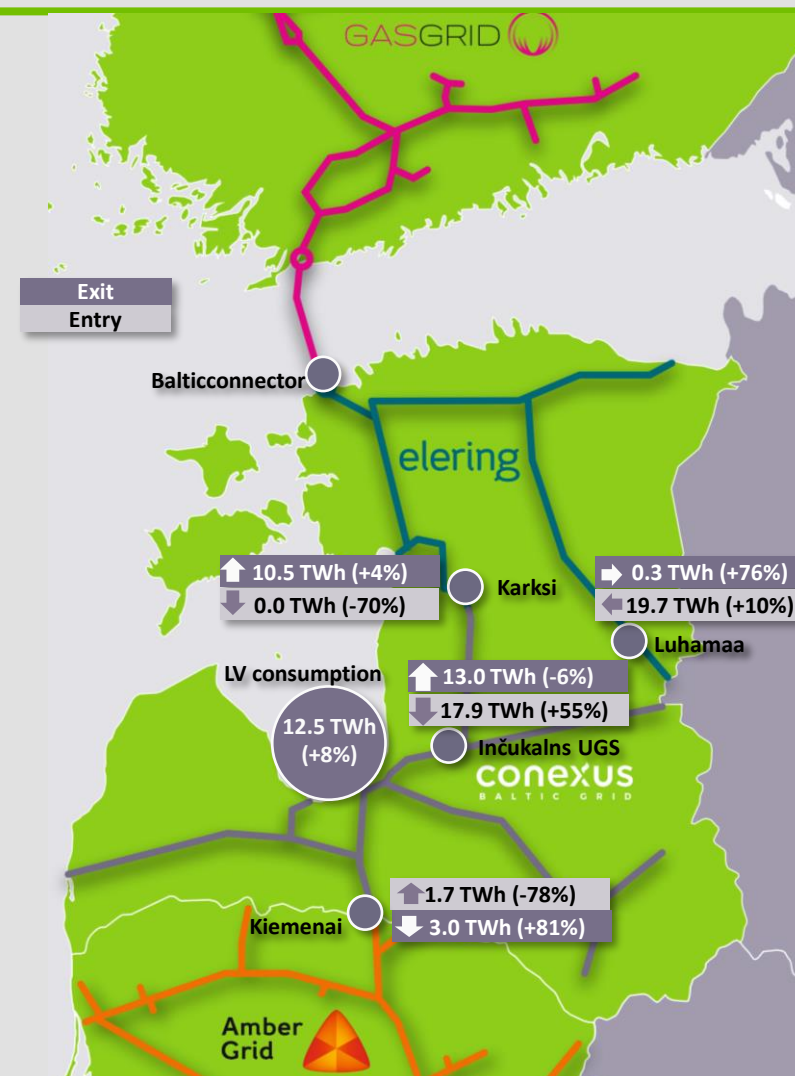 GASGRID
Exit
Entry
Balticconnector
elering
10.5 TWh (+4%)
0.0 TWh (-70%)
Karksi
0.3 TWh (+76%)
19.7 TWh (+10%)
Luhamaa
LV consumption
12.5 TWh
(+8%)
13.0 TWh (-6%)
17.9 TWh (+55%)
Inčukalns UGS
conexus
BALTIC GRID
1.7 TWh (-78%)
3.0 TWh (+81%)
Kiemenai
Amber
Grid